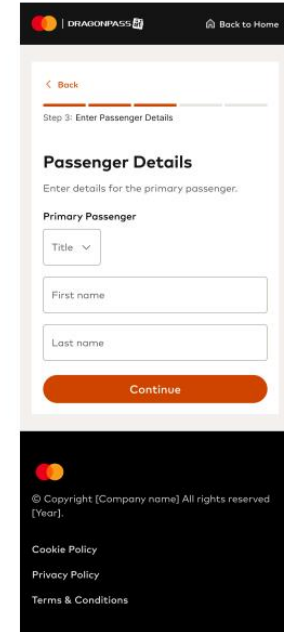 DRAGONPASS
Back to Home
Back
Step 3: Enter Passenger Details
Passenger Details
Enter details for the primary passenger.
Primary Passenger
Title
First name
Last name
Continue
© Copyright [Company name] All rights reserved
[Year].
Cookie Policy
Privacy Policy
Terms & Conditions